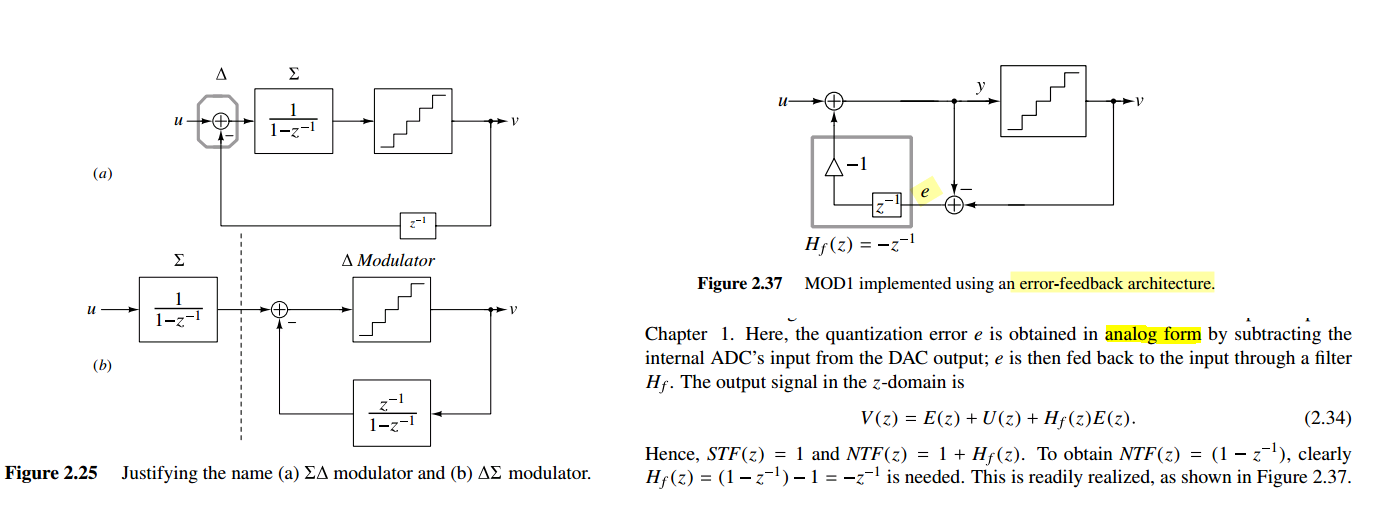 Δ Σ
u
1
1−z⁻¹
−
v
(a)
z⁻¹
Σ Δ Modulator
u
1
1−z⁻¹
−
v
(b)
z⁻¹
1−z⁻¹
Figure 2.25 Justifying the name (a) ΣΔ modulator and (b) ΔΣ modulator.
y
u
v
−1
e
−
z⁻¹
H_f(z) = −z⁻¹
Figure 2.37 MOD1 implemented using an error-feedback architecture.
Chapter 1. Here, the quantization error e is obtained in analog form by subtracting the
internal ADC's input from the DAC output; e is then fed back to the input through a filter
H_f. The output signal in the z-domain is
V(z) = E(z) + U(z) + H_f(z)E(z). (2.34)
Hence, STF(z) = 1 and NTF(z) = 1 + H_f(z). To obtain NTF(z) = (1 − z⁻¹), clearly
H_f(z) = (1 − z⁻¹) − 1 = −z⁻¹ is needed. This is readily realized, as shown in Figure 2.37.